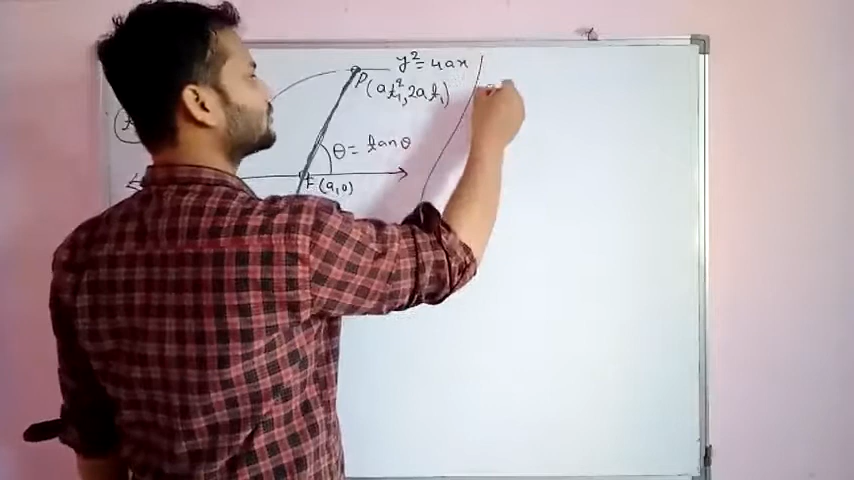 y² = 4ax
P(at₁², 2at₁)
θ = tanθ
F(a,0)